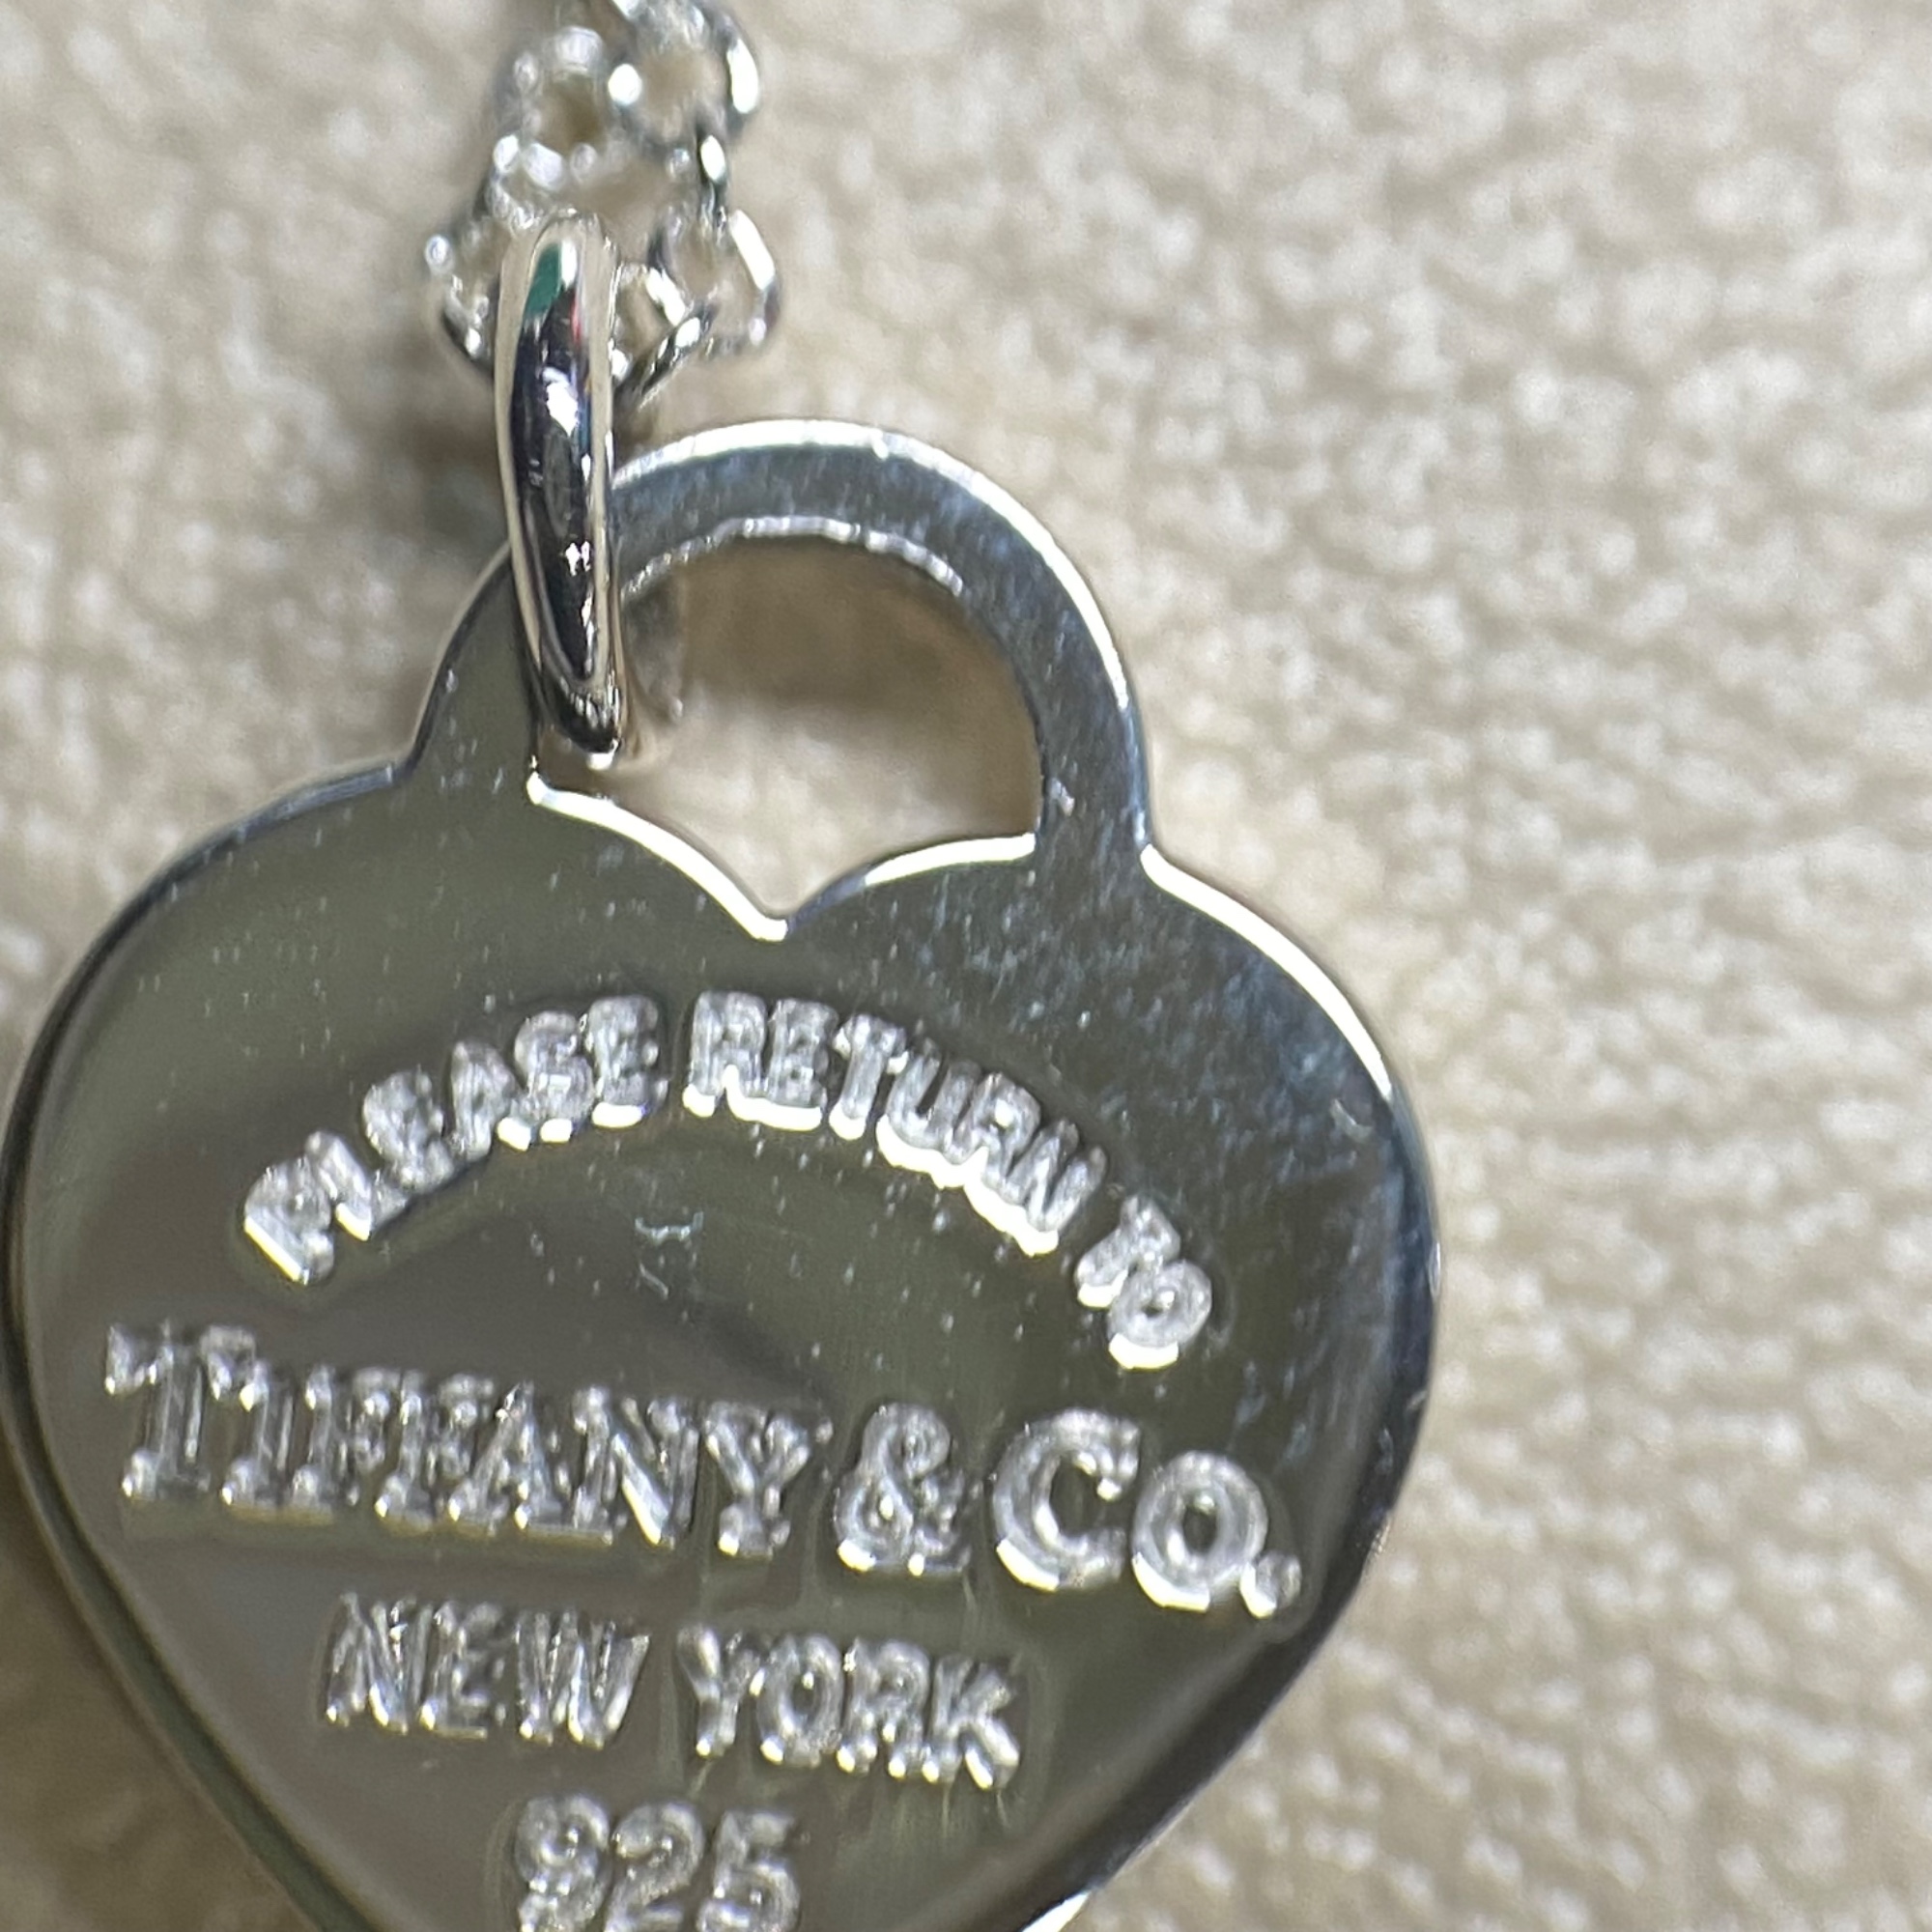 PLEASE RETURN TO
TIFFANY & CO.
NEW YORK
925